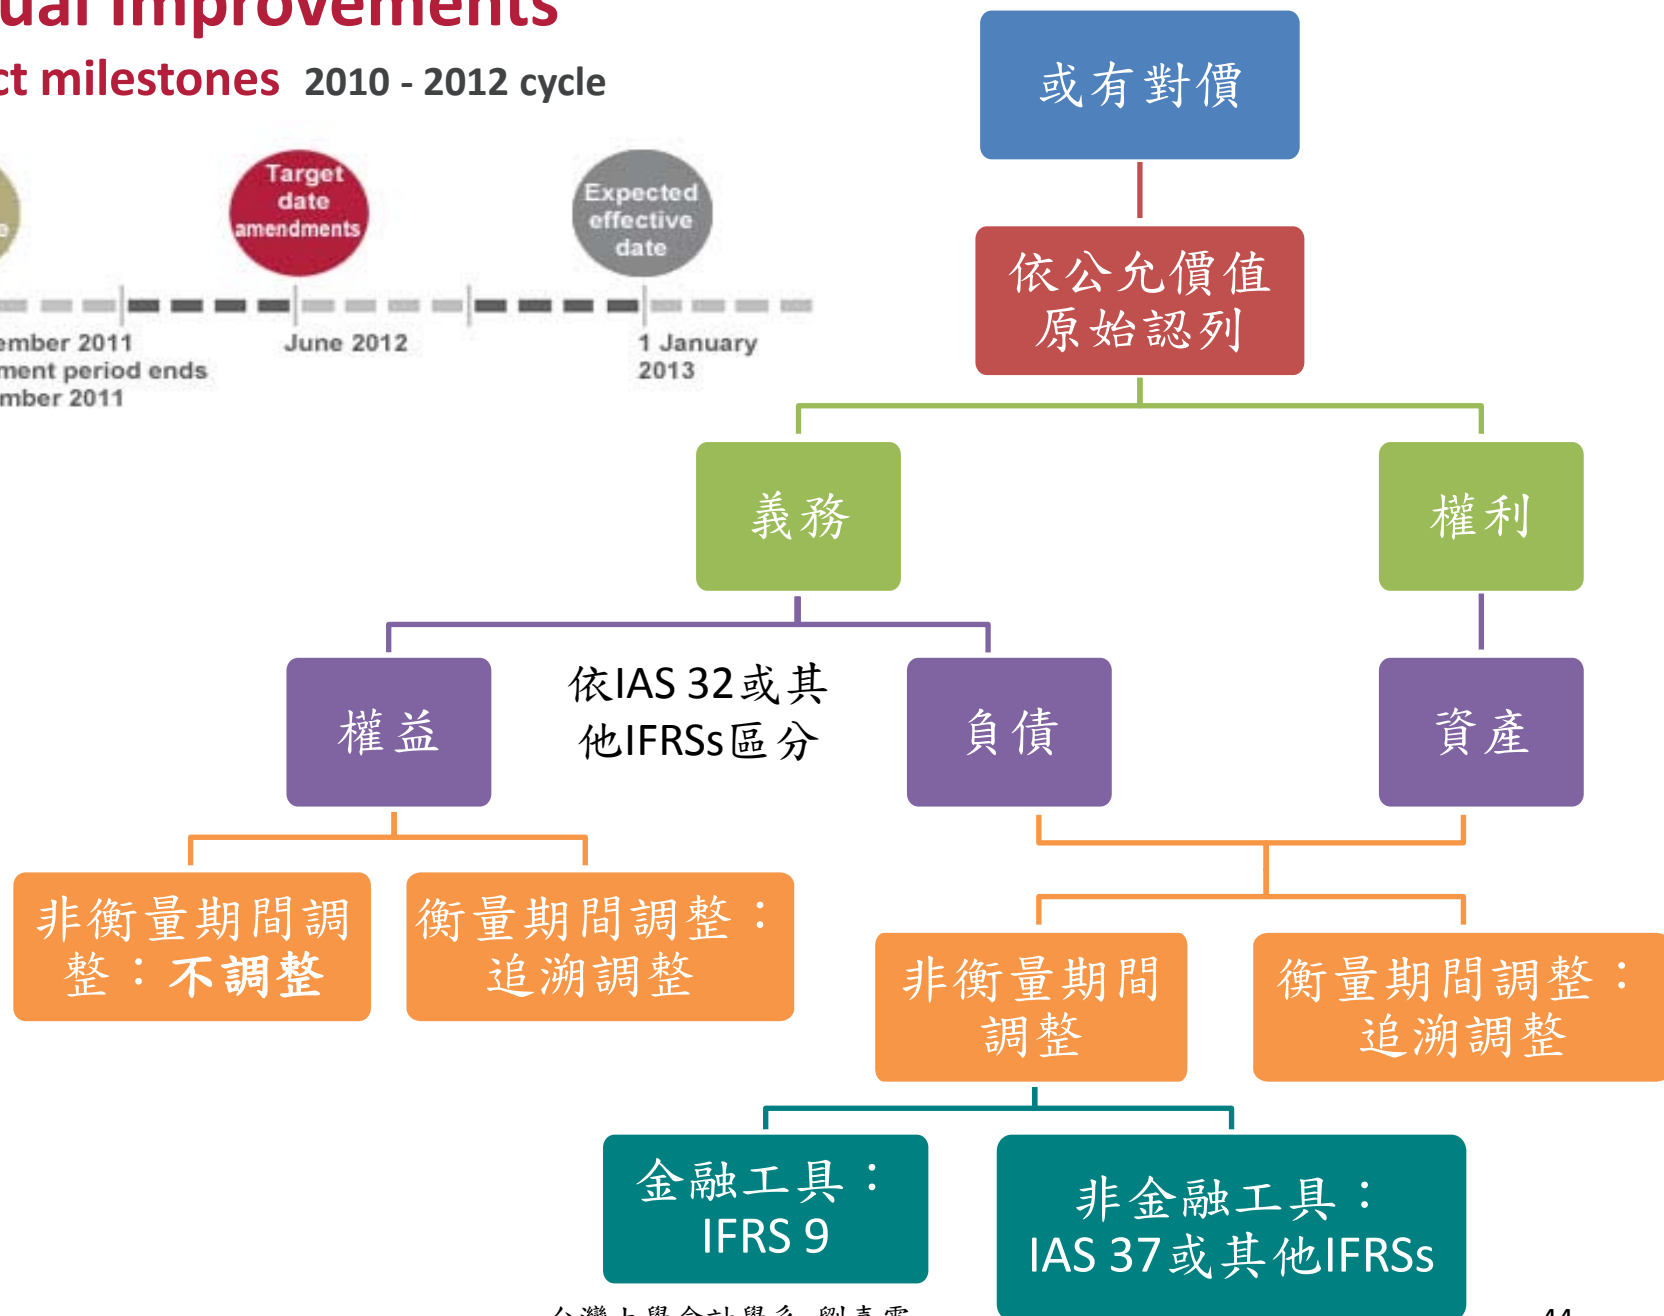 ual Improvements
ct milestones 2010 - 2012 cycle
Target
date
amendments
Expected
effective
date
ember 2011
ment period ends
mber 2011
June 2012
1 January
2013
或有對價
依公允價值
原始認列
義務
權利
權益
依IAS 32或其
他IFRSs區分
負債
資產
非衡量期間調
整：不調整
衡量期間調整：
追溯調整
非衡量期間
調整
衡量期間調整：
追溯調整
金融工具：
IFRS 9
非金融工具：
IAS 37或其他IFRSs
44